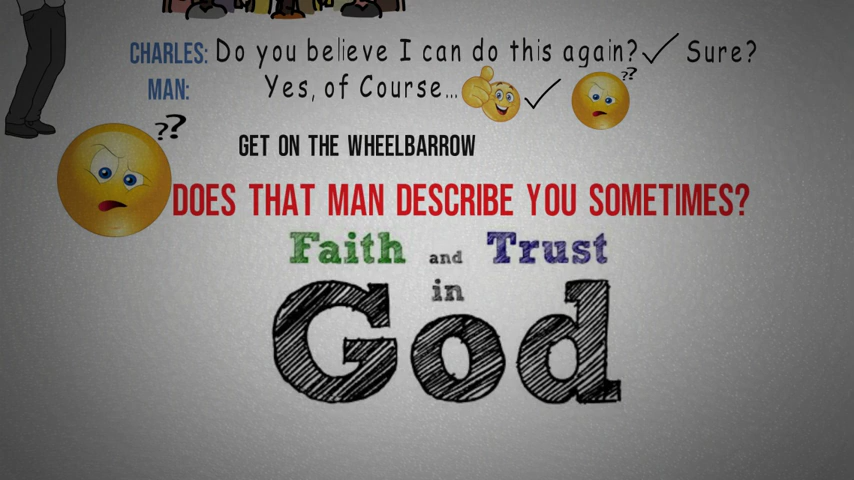 CHARLES: Do you believe I can do this again? Sure?
MAN: Yes, of Course...
??
??
GET ON THE WHEELBARROW
DOES THAT MAN DESCRIBE YOU SOMETIMES?
Faith and Trust
in
God